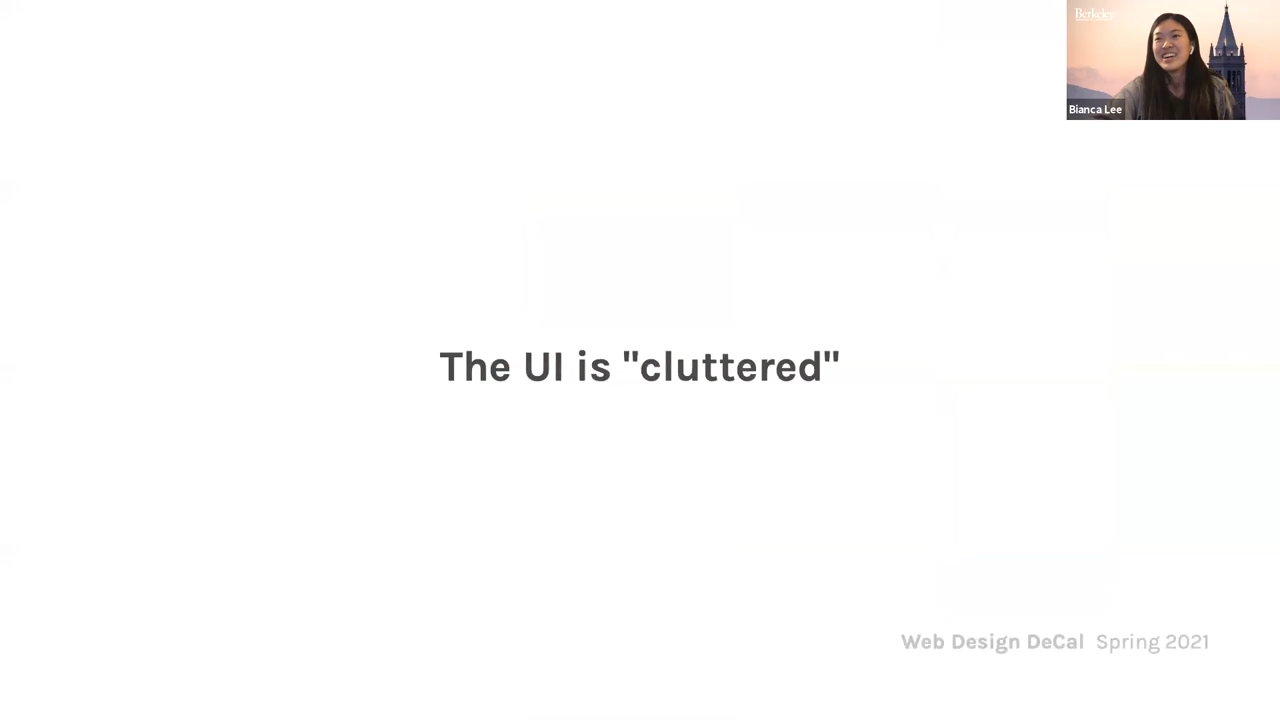 Berkeley
Bianca Lee
The UI is "cluttered"
Web Design DeCal Spring 2021